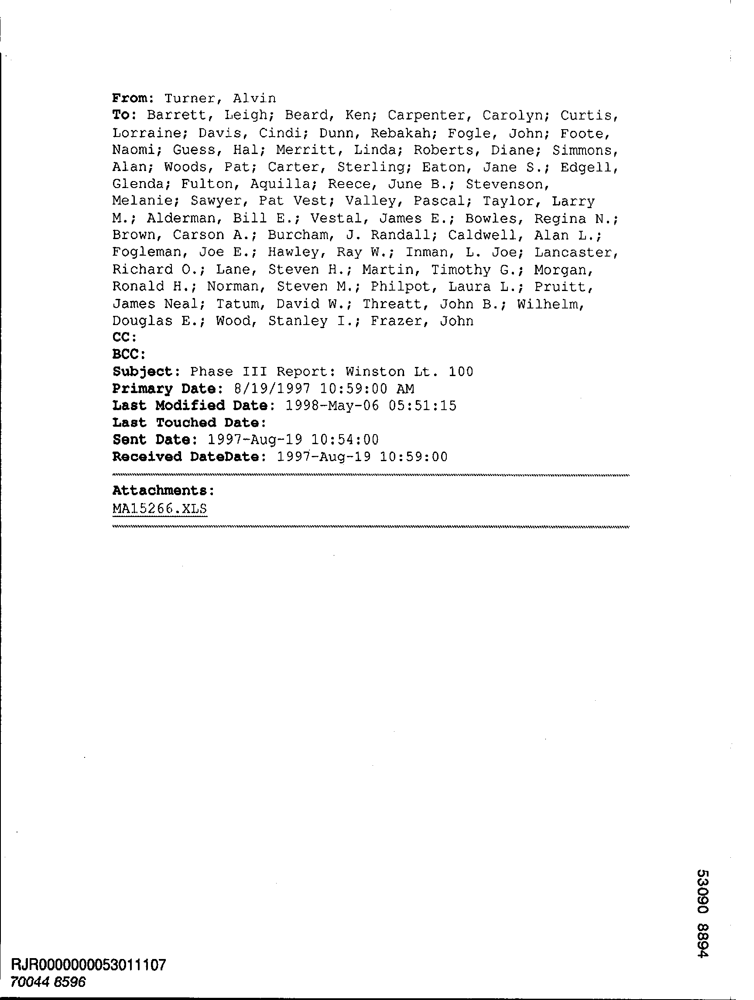 From: Turner, Alvin
To: Barrett, Leigh; Beard, Ken; Carpenter, Carolyn; Curtis,
Lorraine; Davis, Cindi; Dunn, Rebakah; Fogle, John; Foote,
Naomi; Guess, Hal; Merritt, Linda; Roberts, Diane; Simmons,
Alan; Woods, Pat; Carter, Sterling; Eaton, Jane S.; Edgell,
Glenda; Fulton, Aquilla; Reece, June B.; Stevenson,
Melanie; Sawyer, Pat Vest; Valley, Pascal; Taylor, Larry
M.; Alderman, Bill E.; Vestal, James E.; Bowles, Regina N.;
Brown, Carson A.; Burcham, J. Randall; Caldwell, Alan L.;
Fogleman, Joe E.; Hawley, Ray W.; Inman, L. Joe; Lancaster,
Richard O.; Lane, Steven H.; Martin, Timothy G.; Morgan,
Ronald H.; Norman, Steven M.; Philpot, Laura L.; Pruitt,
James Neal; Tatum, David W.; Threatt, John B.; Wilhelm,
Douglas E.; Wood, Stanley I.; Frazer, John
CC:
BCC:
Subject: Phase III Report: Winston Lt. 100
Primary Date: 8/19/1997 10:59:00 AM
Last Modified Date: 1998-May-06 05:51:15
Last Touched Date:
Sent Date: 1997-Aug-19 10:54:00
Received DateDate: 1997-Aug-19 10:59:00
Attachments:
MA15266.XLS
53090 8894
RJR0000000053011107
70044 8596